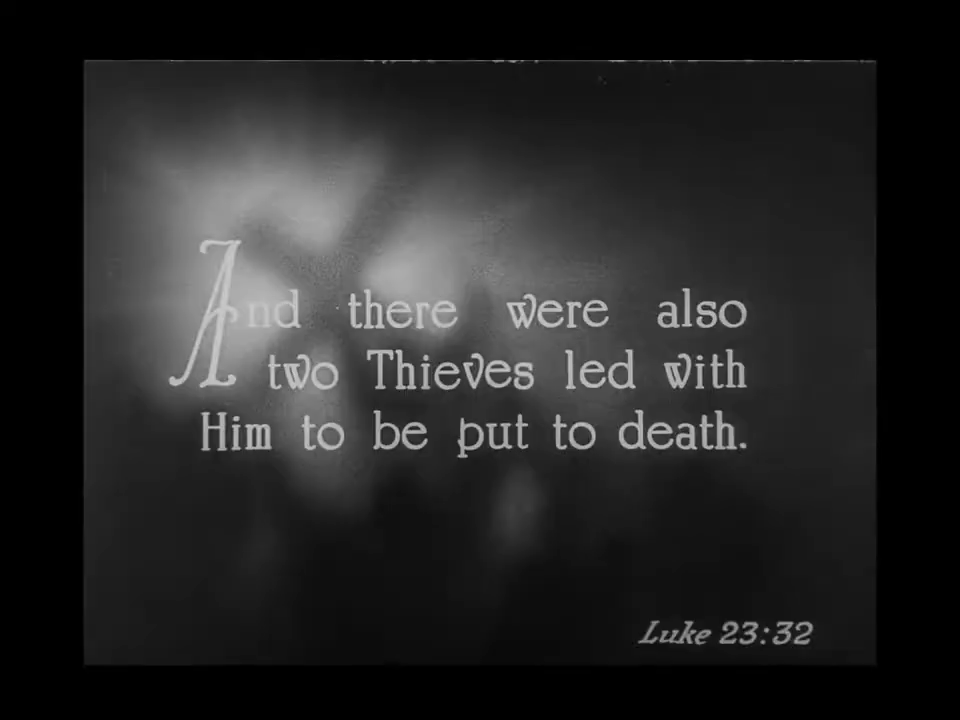 And there were also
two Thieves led with
Him to be put to death.
Luke 23:32